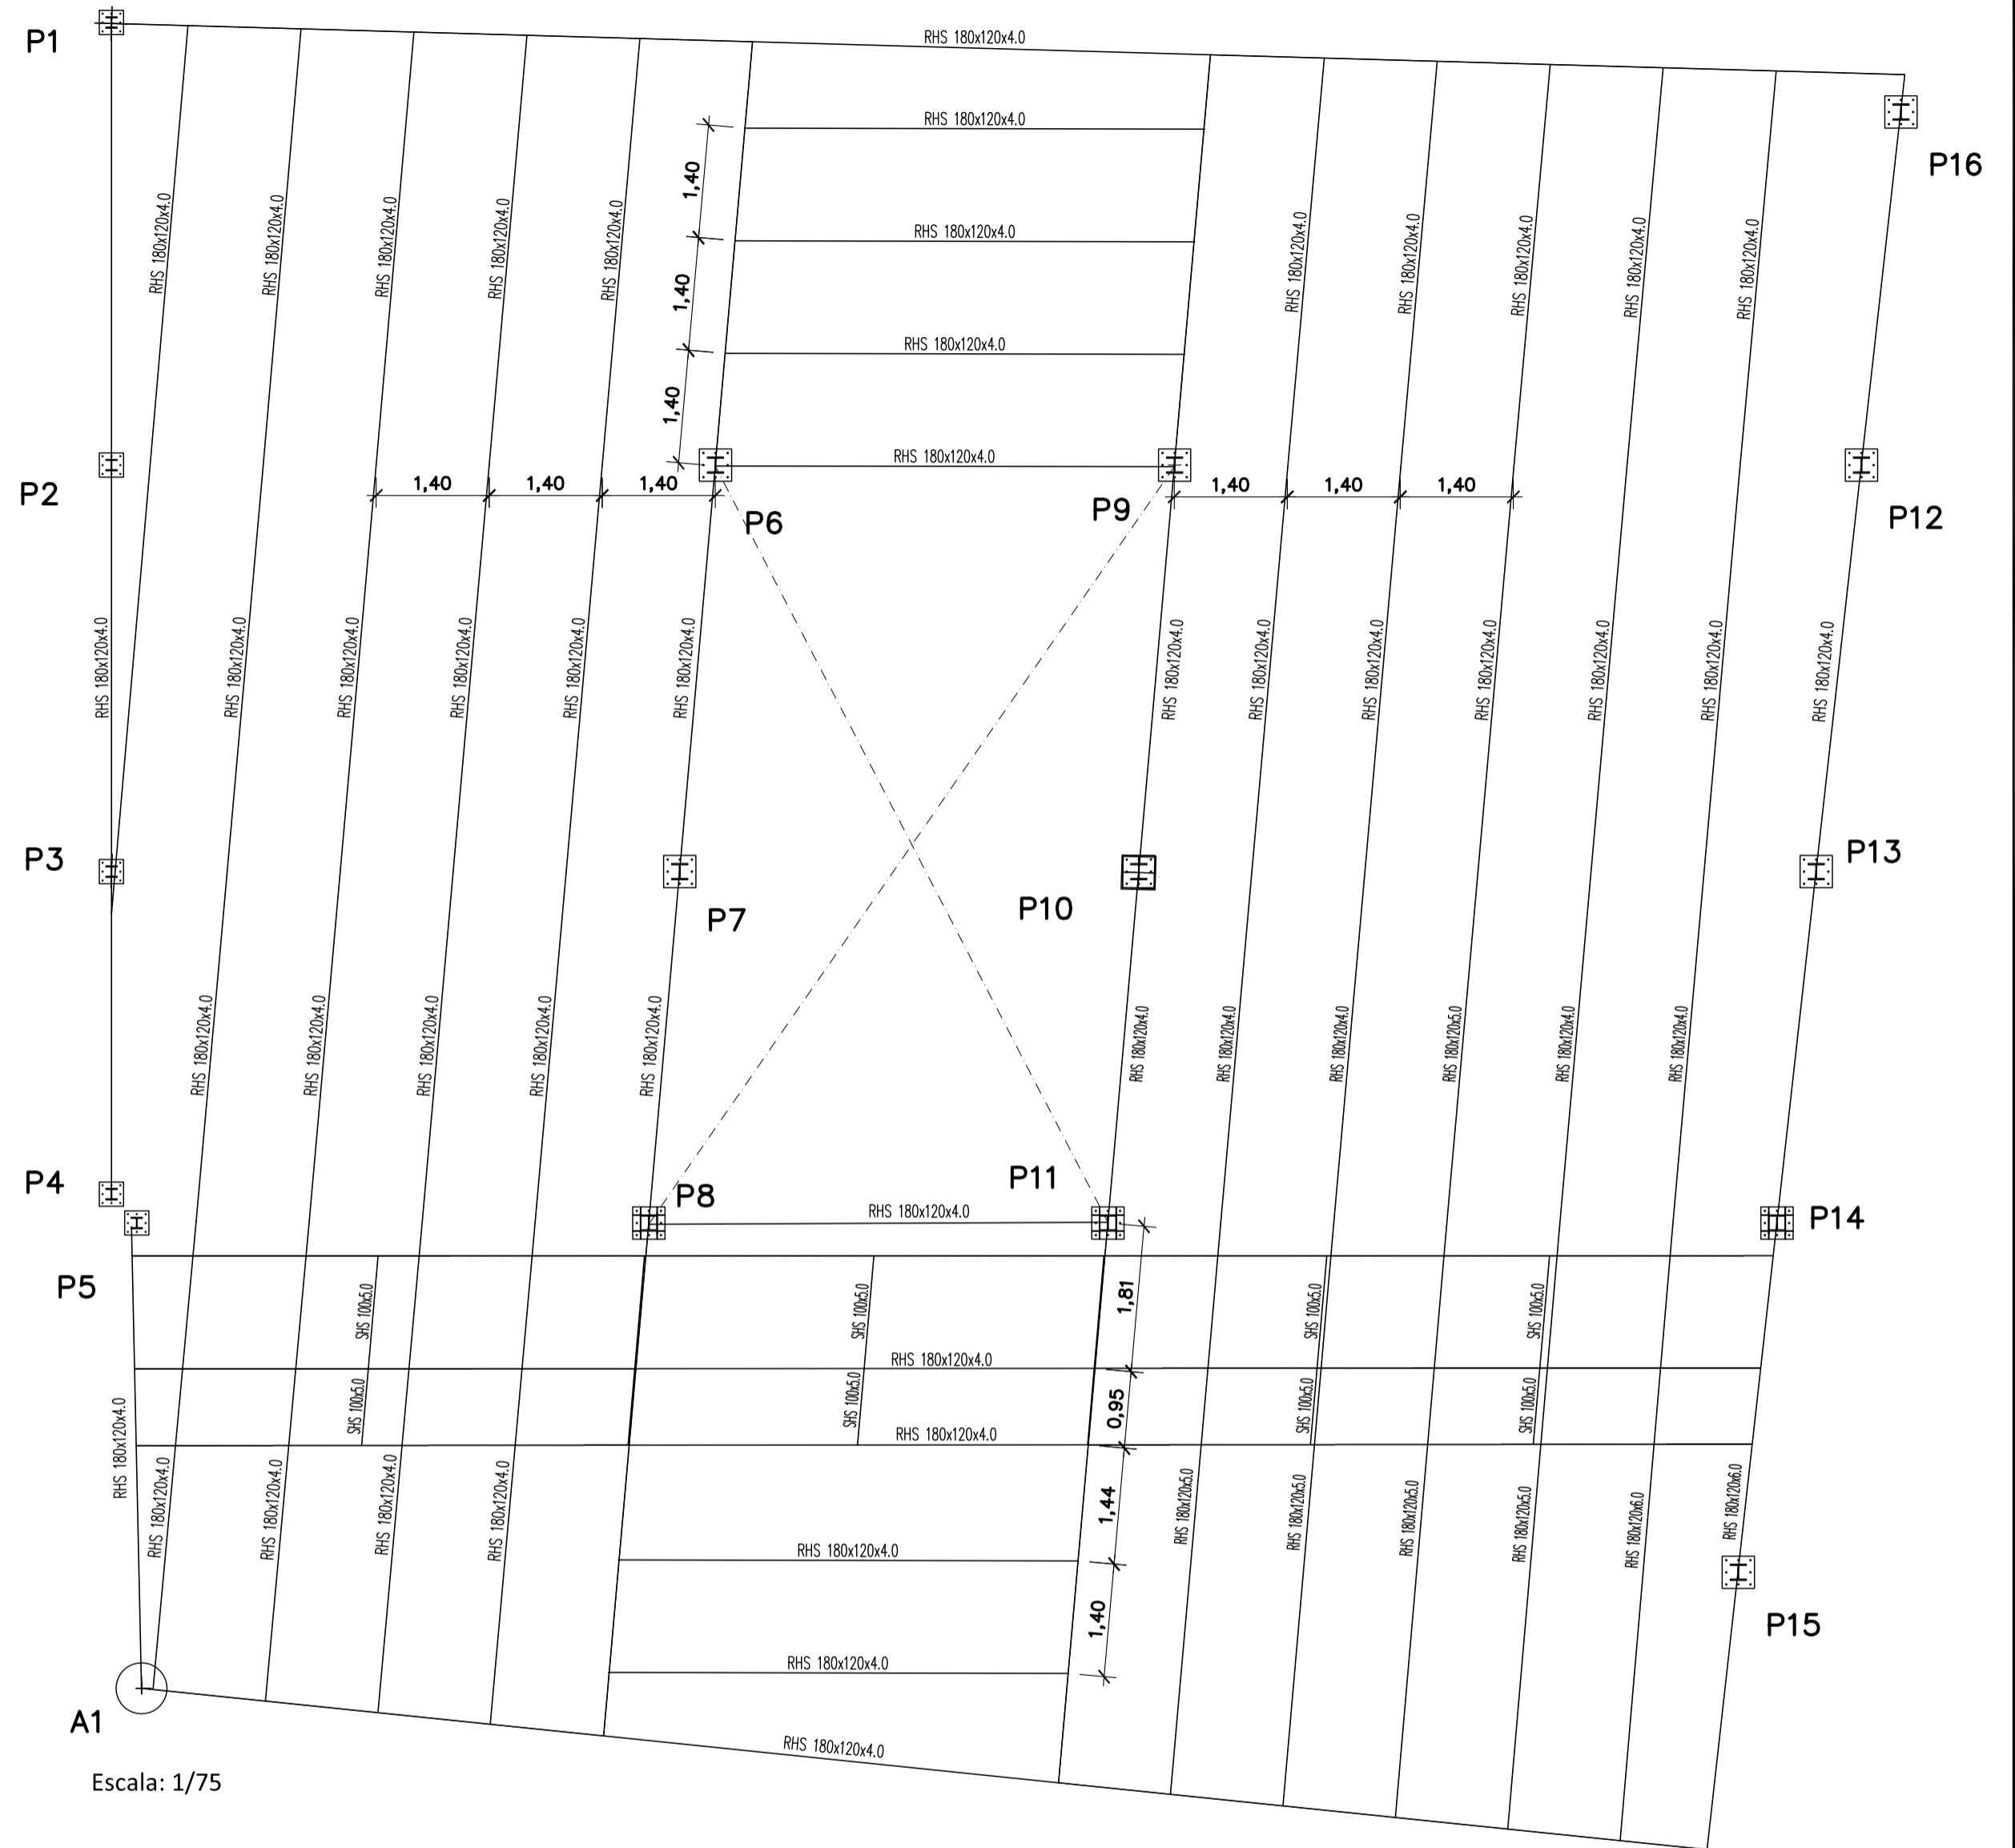 RHS 180x120x4.0
P1
RHS 180x120x4.0
P16
1,40
RHS 180x120x4.0
RHS 180x120x4.0
RHS 180x120x4.0
RHS 180x120x4.0
RHS 180x120x4.0
RHS 180x120x4.0
RHS 180x120x4.0
RHS 180x120x4.0
RHS 180x120x4.0
RHS 180x120x4.0
RHS 180x120x4.0
1,40
RHS 180x120x4.0
1,40
RHS 180x120x4.0
1,40
1,40
1,40
1,40
1,40
1,40
P2
P6
P9
P12
RHS 180x120x4.0
RHS 180x120x4.0
RHS 180x120x4.0
RHS 180x120x4.0
RHS 180x120x4.0
RHS 180x120x4.0
RHS 180x120x4.0
RHS 180x120x4.0
RHS 180x120x4.0
RHS 180x120x4.0
RHS 180x120x4.0
RHS 180x120x4.0
RHS 180x120x4.0
P3
P7
P10
P13
RHS 180x120x4.0
RHS 180x120x4.0
RHS 180x120x4.0
RHS 180x120x4.0
RHS 180x120x4.0
RHS 180x120x4.0
RHS 180x120x4.0
RHS 180x120x4.0
RHS 180x120x5.0
RHS 180x120x4.0
RHS 180x120x4.0
P4
P8
P11
RHS 180x120x4.0
P14
P5
SHS 100x5.0
SHS 100x5.0
1,81
SHS 100x5.0
SHS 100x5.0
RHS 180x120x4.0
SHS 100x5.0
SHS 100x5.0
0,95
SHS 100x5.0
SHS 100x5.0
RHS 180x120x4.0
RHS 180x120x4.0
RHS 180x120x4.0
RHS 180x120x4.0
RHS 180x120x4.0
RHS 180x120x4.0
1,44
RHS 180x120x5.0
RHS 180x120x5.0
RHS 180x120x5.0
RHS 180x120x5.0
RHS 180x120x6.0
RHS 180x120x6.0
RHS 180x120x4.0
1,40
P15
RHS 180x120x4.0
A1
RHS 180x120x4.0
Escala: 1/75